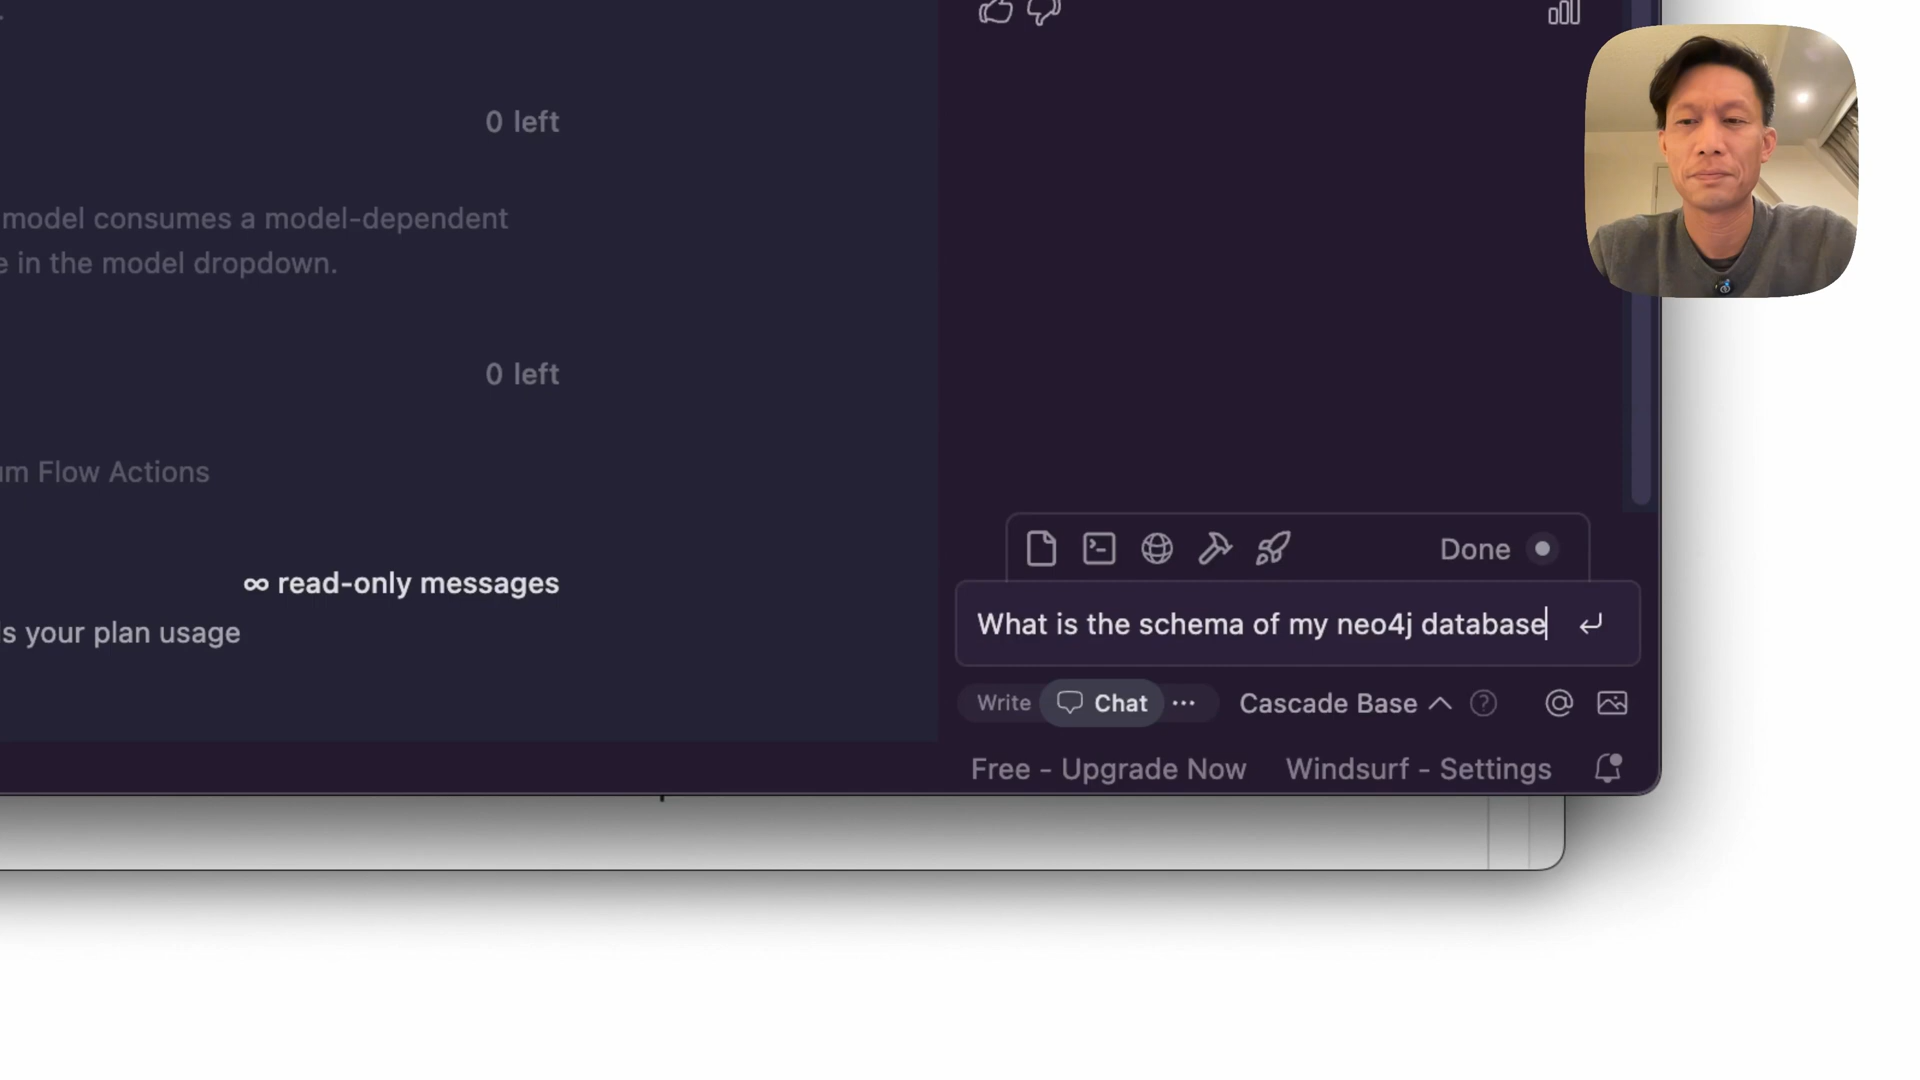 0 left
model consumes a model-dependent
e in the model dropdown.
0 left
um Flow Actions
∞ read-only messages
ls your plan usage
Done
What is the schema of my neo4j database
Write Chat ••• Cascade Base
Free - Upgrade Now Windsurf - Settings